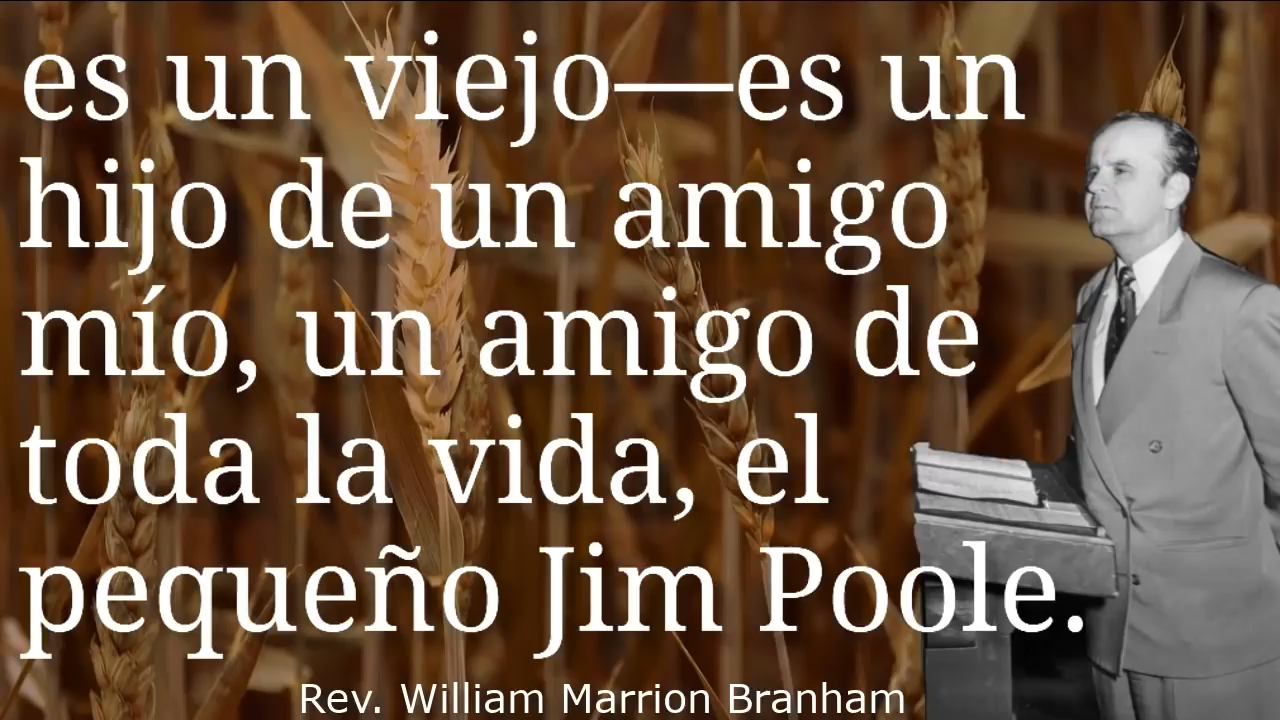 es un viejo—es un
hijo de un amigo
mío, un amigo de
toda la vida, el
pequeño Jim Poole.
Rev. William Marrion Branham